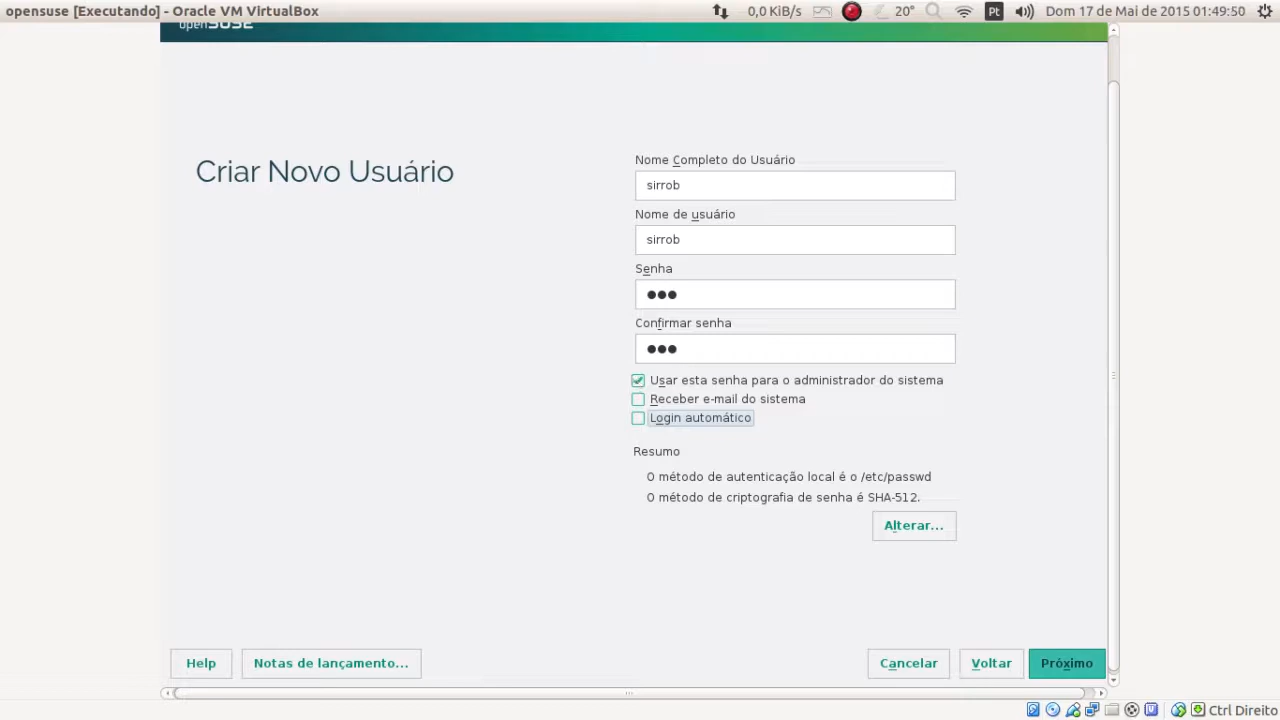 opensuse [Executando] - Oracle VM VirtualBox
0,0 KiB/s 20° Pt Dom 17 de Mai de 2015 01:49:50
openSUSE
Criar Novo Usuário
Nome Completo do Usuário
sirrob
Nome de usuário
sirrob
Senha
●●●
Confirmar senha
●●●
Usar esta senha para o administrador do sistema
Receber e-mail do sistema
Login automático
Resumo
O método de autenticação local é o /etc/passwd
O método de criptografia de senha é SHA-512.
Alterar...
Help
Notas de lançamento...
Cancelar
Voltar
Próximo
Ctrl Direito